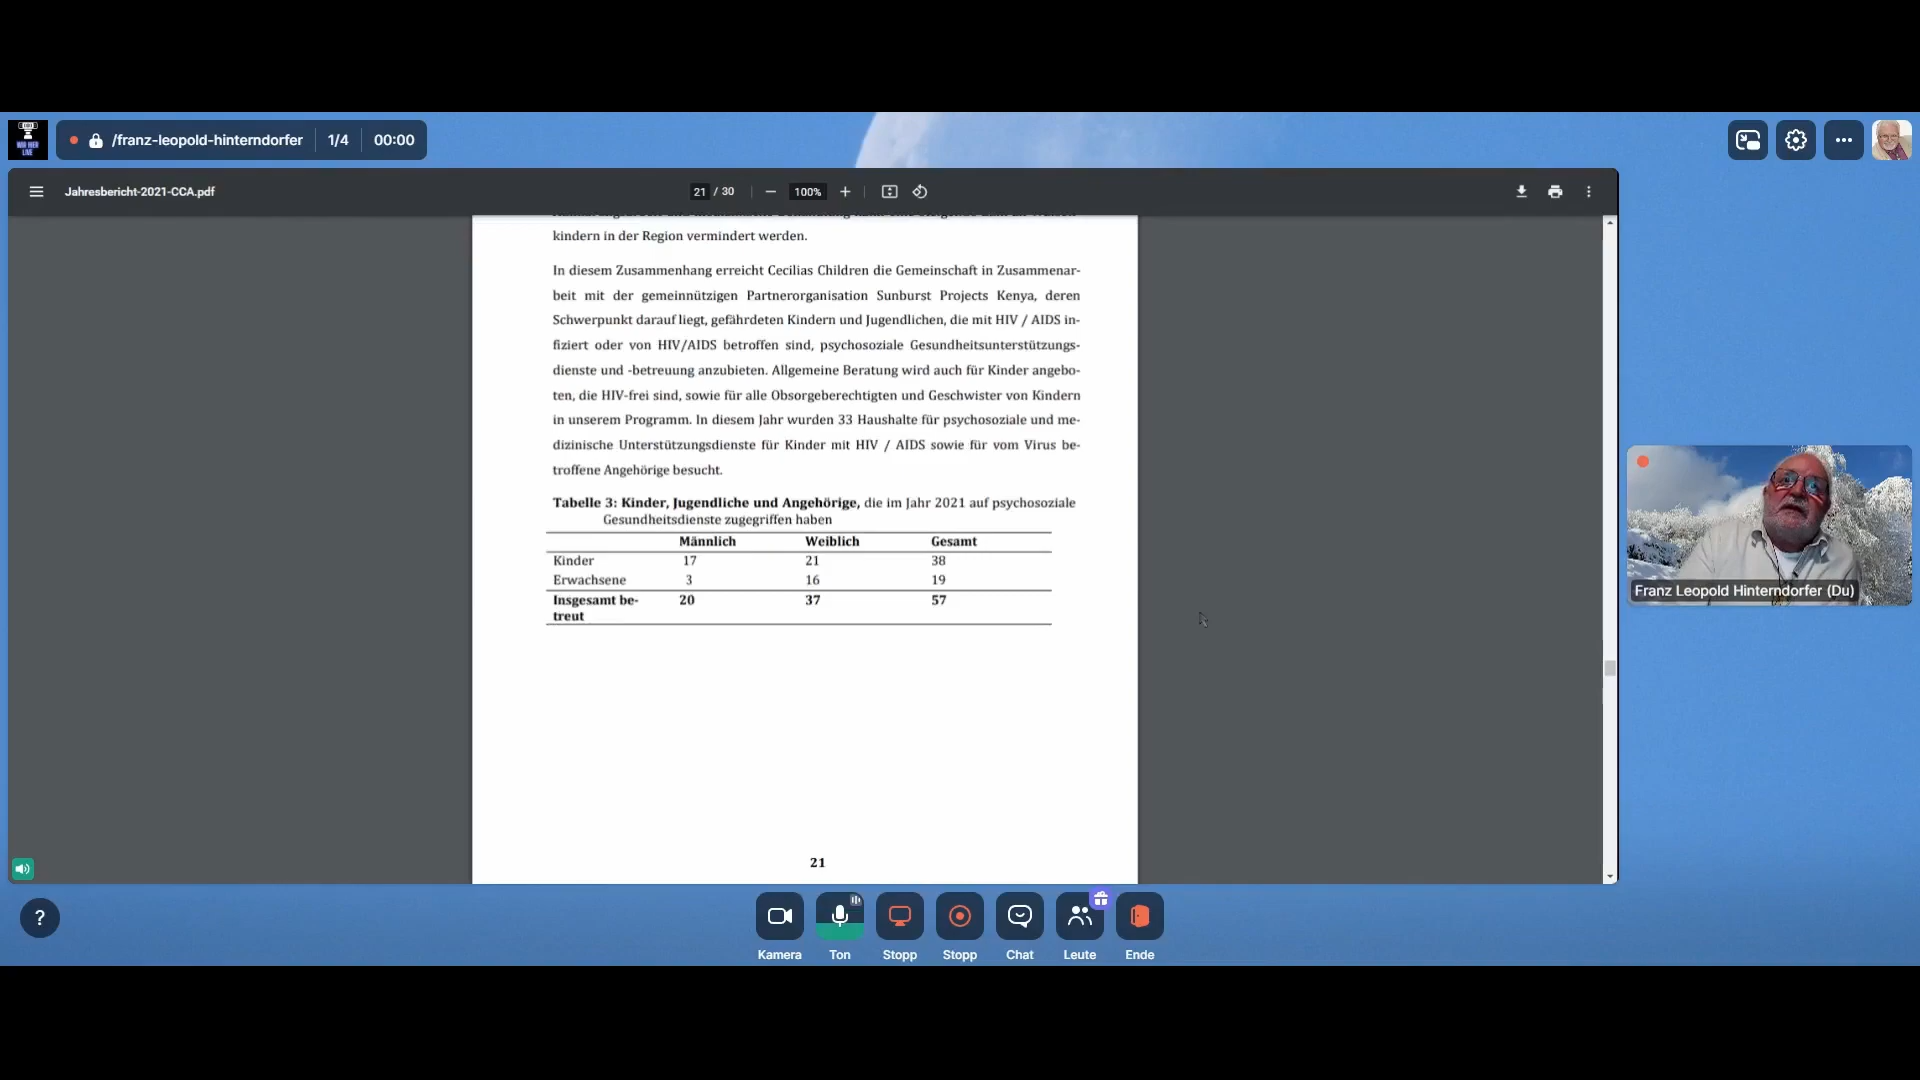 /franz-leopold-hinterndorfer 1/4 00:00
Jahresbericht-2021-CCA.pdf 21 / 30 100%
kindern in der Region vermindert werden.
In diesem Zusammenhang erreicht Cecilias Children die Gemeinschaft in Zusammenar-
beit mit der gemeinnützigen Partnerorganisation Sunburst Projects Kenya, deren
Schwerpunkt darauf liegt, gefährdeten Kindern und Jugendlichen, die mit HIV / AIDS in-
fiziert oder von HIV/AIDS betroffen sind, psychosoziale Gesundheitsunterstützungs-
dienste und -betreuung anzubieten. Allgemeine Beratung wird auch für Kinder angebo-
ten, die HIV-frei sind, sowie für alle Obsorgeberechtigten und Geschwister von Kindern
in unserem Programm. In diesem Jahr wurden 33 Haushalte für psychosoziale und me-
dizinische Unterstützungsdienste für Kinder mit HIV / AIDS sowie für vom Virus be-
troffene Angehörige besucht.
Tabelle 3: Kinder, Jugendliche und Angehörige, die im Jahr 2021 auf psychosoziale
Gesundheitsdienste zugegriffen haben
Männlich Weiblich Gesamt
Kinder 17 21 38
Erwachsene 3 16 19
Insgesamt be- 20 37 57
treut
21
Franz Leopold Hinterndorfer (Du)
?
Kamera Ton Stopp Stopp Chat Leute Ende